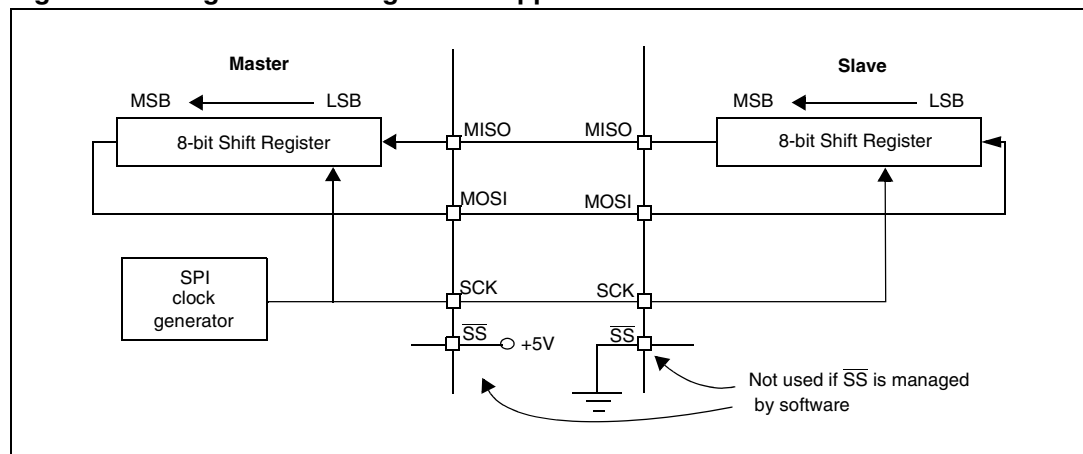 Master
Slave
MSB LSB
MSB LSB
8-bit Shift Register
MISO MISO
8-bit Shift Register
MOSI MOSI
SPI
clock
generator
SCK SCK
SS +5V
SS
Not used if SS is managed
by software